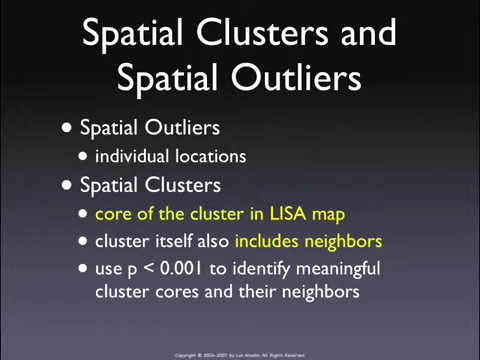 Spatial Clusters and
Spatial Outliers
• Spatial Outliers
• individual locations
• Spatial Clusters
• core of the cluster in LISA map
• cluster itself also includes neighbors
• use p < 0.001 to identify meaningful
cluster cores and their neighbors
Copyright © 2004-2007 by Luc Anselin, All Rights Reserved